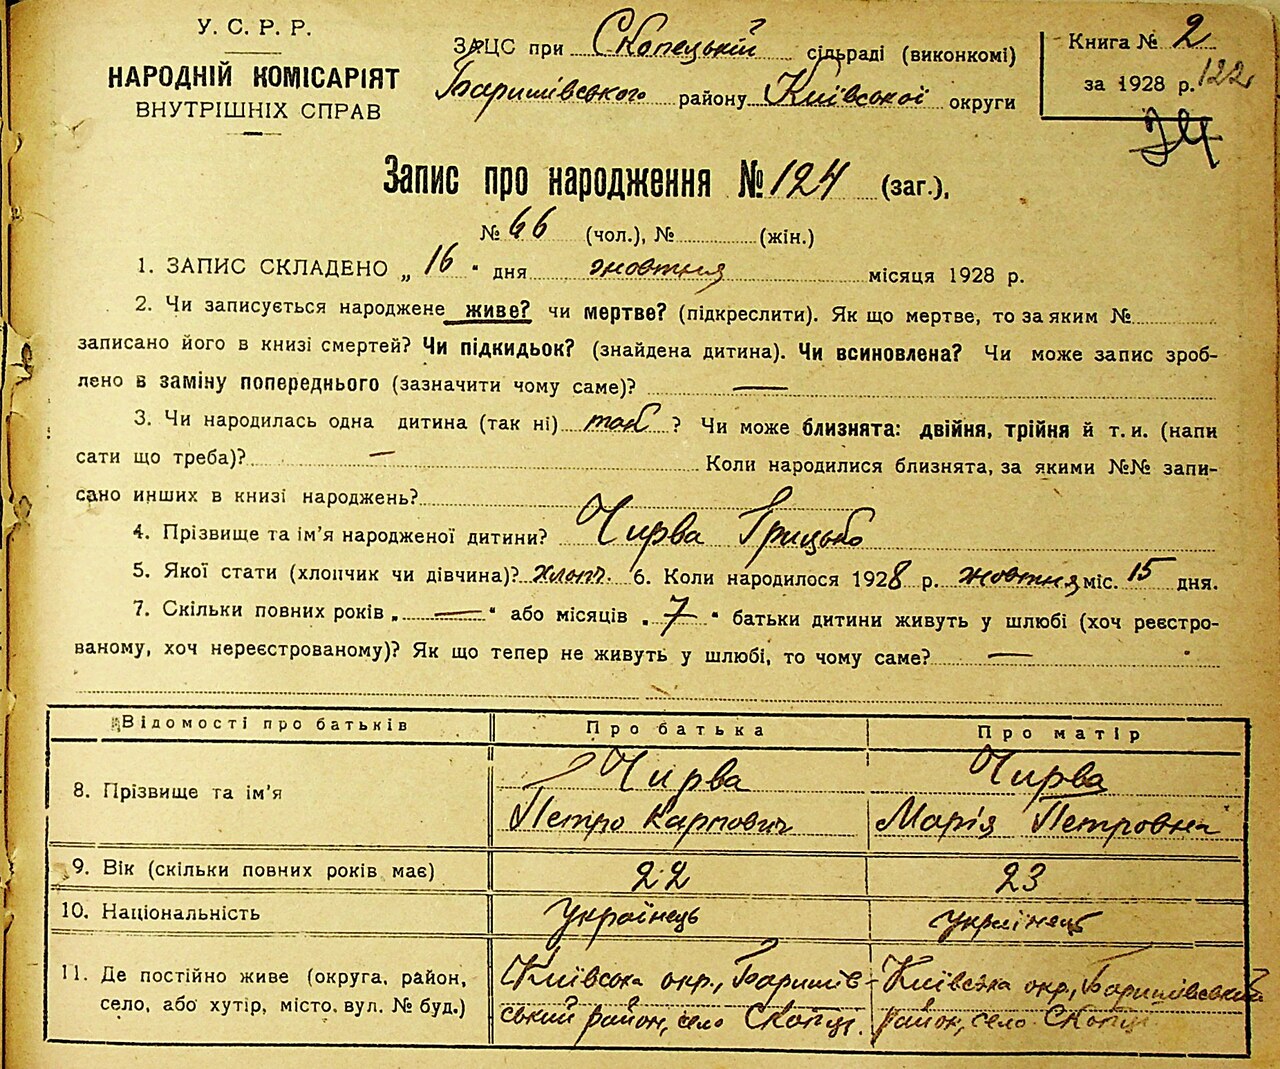 У. С. Р. Р.
НАРОДНІЙ КОМІСАРІЯТ
ВНУТРІШНІХ СПРАВ
ЗАЦС при Скопецькій сільраді (виконкомі)
Баришівського району Київської округи
Книга № 2
за 1928 р. 122
34
Запис про народження № 124 (заг.),
№ 66 (чол.), № (жін.)
1. ЗАПИС СКЛАДЕНО „ 16 " дня жовтня місяця 1928 р.
2. Чи записується народжене живе? чи мертве? (підкреслити). Як що мертве, то за яким №
записано його в книзі смертей? Чи підкидьок? (знайдена дитина). Чи всиновлена? Чи може запис зроб-
лено в заміну попереднього (зазначити чому саме)? —
3. Чи народилась одна дитина (так ні) так ? Чи може близнята: двійня, трійня й т. и. (напи
сати що треба)? — Коли народилися близнята, за якими №№ запи-
сано инших в книзі народжень?
4. Прізвище та ім'я народженої дитини? Чирва Грицько
5. Якої стати (хлопчик чи дівчина)? хлопч. 6. Коли народилося 1928 р. жовтня міс. 15 дня.
7. Скільки повних років „ — " або місяців „ 7 " батьки дитини живуть у шлюбі (хоч реєстро-
ваному, хоч нереєстрованому)? Як що тепер не живуть у шлюбі, то чому саме? —
Відомості про батьків Про батька Про матір
8. Прізвище та ім'я Чирва Петро Карпович Чирва Марія Петровна
9. Вік (скільки повних років має) 22 23
10. Національність Українець українець
11. Де постійно живе (округа, район, Київська окр., Баришів- Київська окр., Баришівський
село, або хутір, місто, вул. № буд.) ський район, село Скопці. район, село Скопці